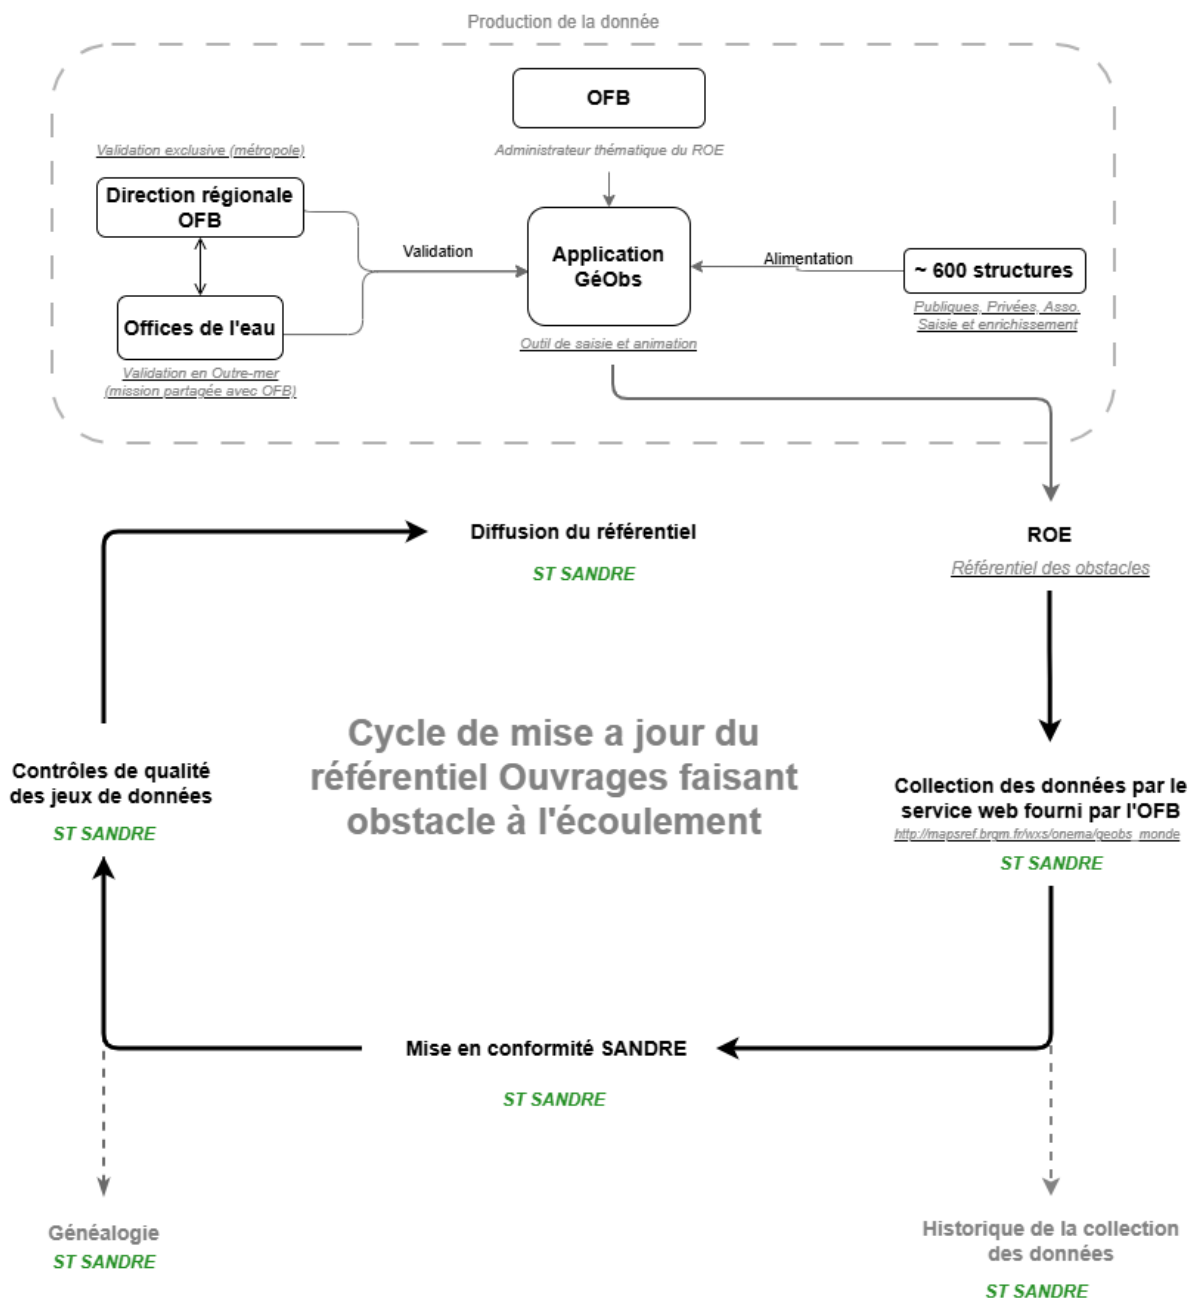 Production de la donnée
OFB
Administrateur thématique du ROE
Validation exclusive (métropole)
Direction régionale
OFB
Validation
Application
GéObs
Alimentation
~ 600 structures
Publiques, Privées, Asso.
Saisie et enrichissement
Offices de l'eau
Outil de saisie et animation
Validation en Outre-mer
(mission partagée avec OFB)
Diffusion du référentiel
ST SANDRE
ROE
Référentiel des obstacles
Cycle de mise a jour du
référentiel Ouvrages faisant
obstacle à l'écoulement
Contrôles de qualité
des jeux de données
ST SANDRE
Collection des données par le
service web fourni par l'OFB
http://mapsref.brgm.fr/wxs/onema/geobs_monde
ST SANDRE
Mise en conformité SANDRE
ST SANDRE
Généalogie
ST SANDRE
Historique de la collection
des données
ST SANDRE